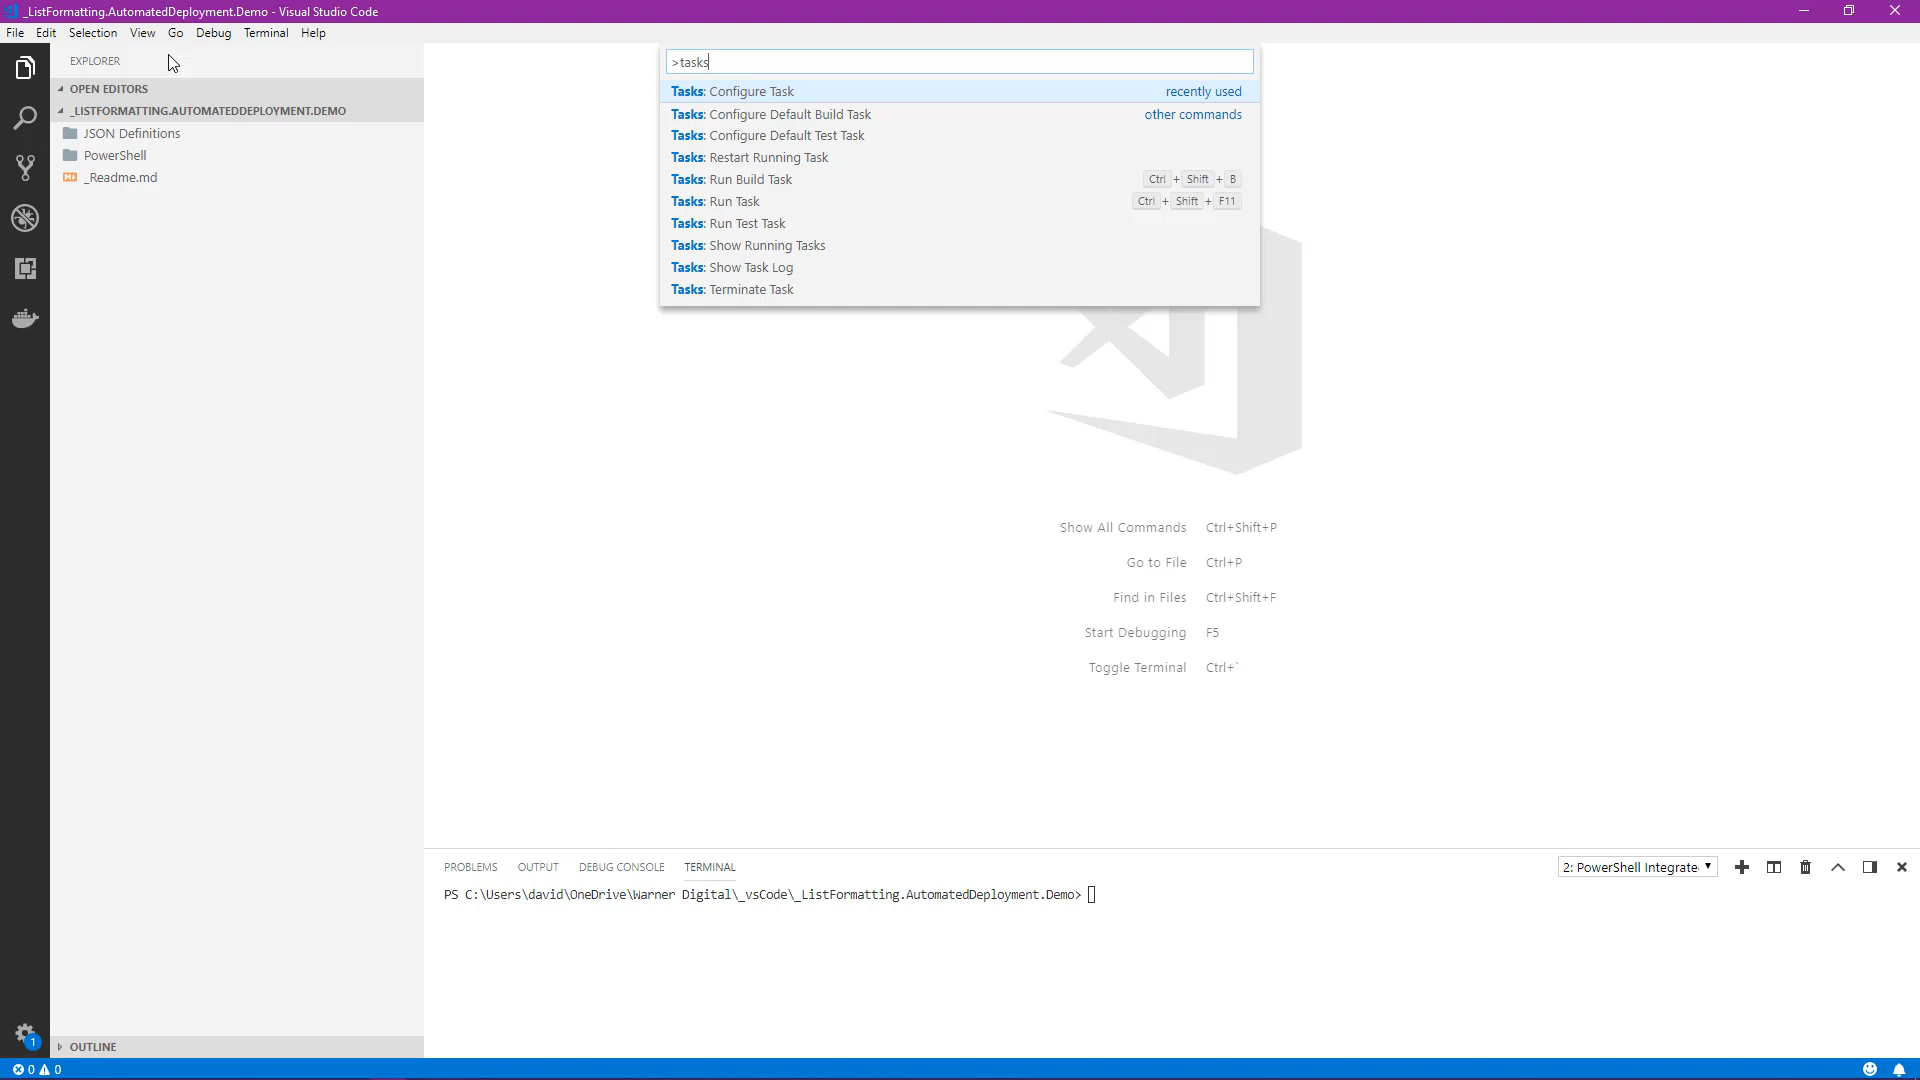 _ListFormatting.AutomatedDeployment.Demo - Visual Studio Code
File Edit Selection View Go Debug Terminal Help
EXPLORER
OPEN EDITORS
_LISTFORMATTING.AUTOMATEDDEPLOYMENT.DEMO
JSON Definitions
PowerShell
_Readme.md
>tasks
Tasks: Configure Task recently used
Tasks: Configure Default Build Task other commands
Tasks: Configure Default Test Task
Tasks: Restart Running Task
Tasks: Run Build Task Ctrl + Shift + B
Tasks: Run Task Ctrl + Shift + F11
Tasks: Run Test Task
Tasks: Show Running Tasks
Tasks: Show Task Log
Tasks: Terminate Task
Show All Commands Ctrl+Shift+P
Go to File Ctrl+P
Find in Files Ctrl+Shift+F
Start Debugging F5
Toggle Terminal Ctrl+`
PROBLEMS OUTPUT DEBUG CONSOLE TERMINAL 2: PowerShell Integrate
PS C:\Users\david\OneDrive\Warner Digital\_vsCode\_ListFormatting.AutomatedDeployment.Demo>
1
OUTLINE
0 0